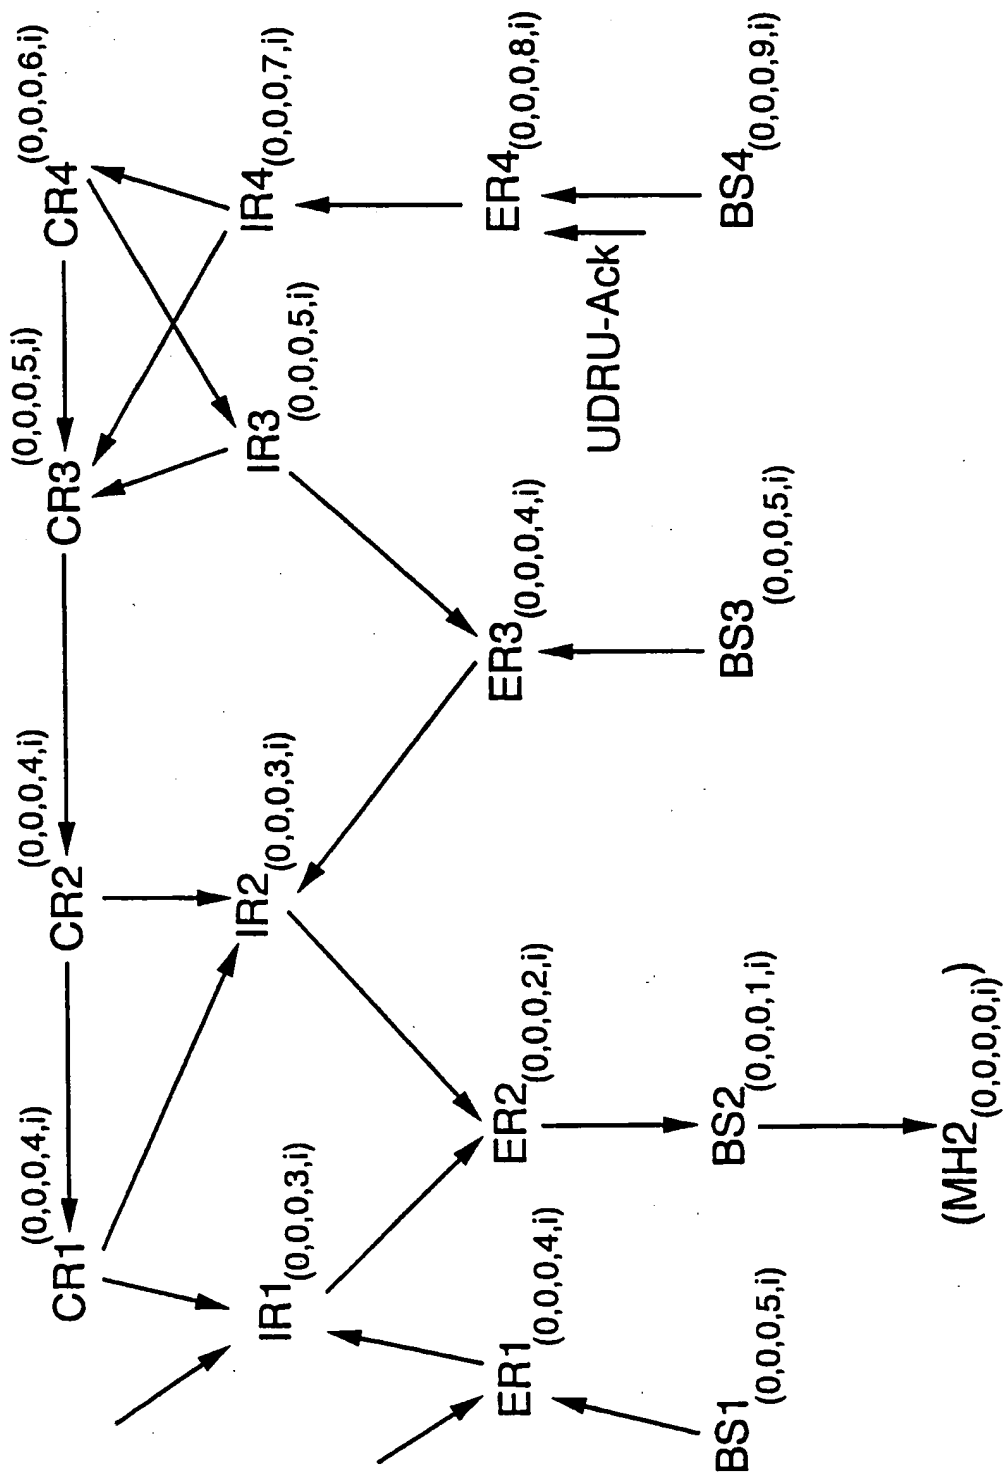 CR1(0,0,0,4,i)
CR2(0,0,0,4,i)
CR3(0,0,0,5,i)
CR4(0,0,0,6,i)
IR1(0,0,0,3,i)
IR2(0,0,0,3,i)
IR3(0,0,0,5,i)
IR4(0,0,0,7,i)
ER1(0,0,0,4,i)
ER2(0,0,0,2,i)
ER3(0,0,0,4,i)
ER4(0,0,0,8,i)
UDRU-Ack
BS1(0,0,0,5,i)
BS2(0,0,0,1,i)
BS3(0,0,0,5,i)
BS4(0,0,0,9,i)
(MH2(0,0,0,0,i))